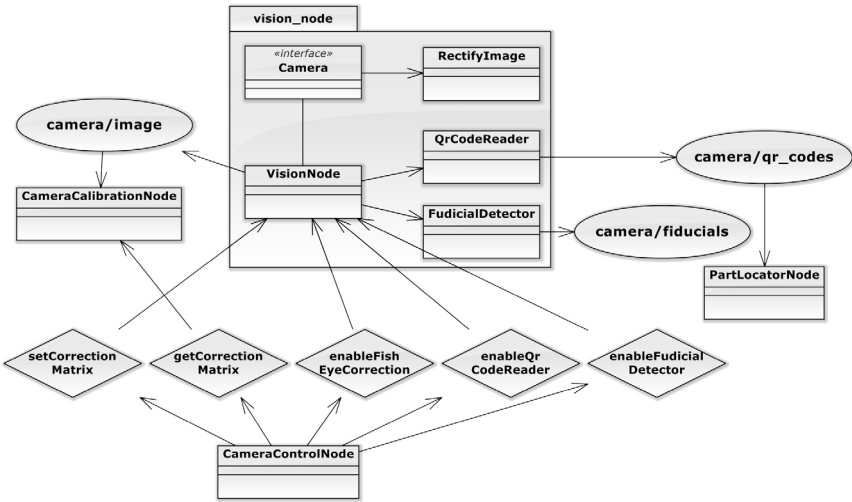 vision_node
«interface»
Camera
RectifyImage
camera/image
QrCodeReader
camera/qr_codes
VisionNode
CameraCalibrationNode
FudicialDetector
camera/fiducials
PartLocatorNode
setCorrection
Matrix
getCorrection
Matrix
enableFish
EyeCorrection
enableQr
CodeReader
enableFudicial
Detector
CameraControlNode